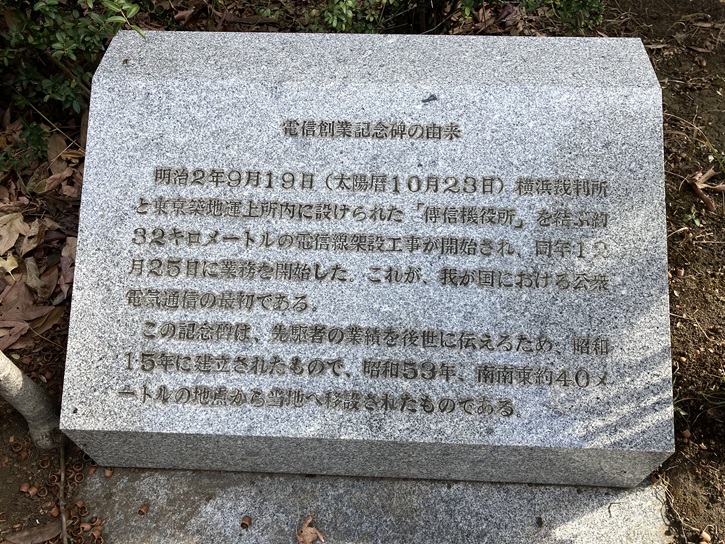 電信創業記念碑の由来
明治2年9月19日（太陽暦10月23日）横浜裁判所
と東京築地運上所内に設けられた「傳信機役所」を結ぶ約
32キロメートルの電信線架設工事が開始され、同年12
月25日に業務を開始した。これが、我が国における公衆
電気通信の最初である。
この記念碑は、先駆者の業績を後世に伝えるため、昭和
15年に建立されたもので、昭和53年、南南東約40メ
ートルの地点から当地へ移設されたものである。